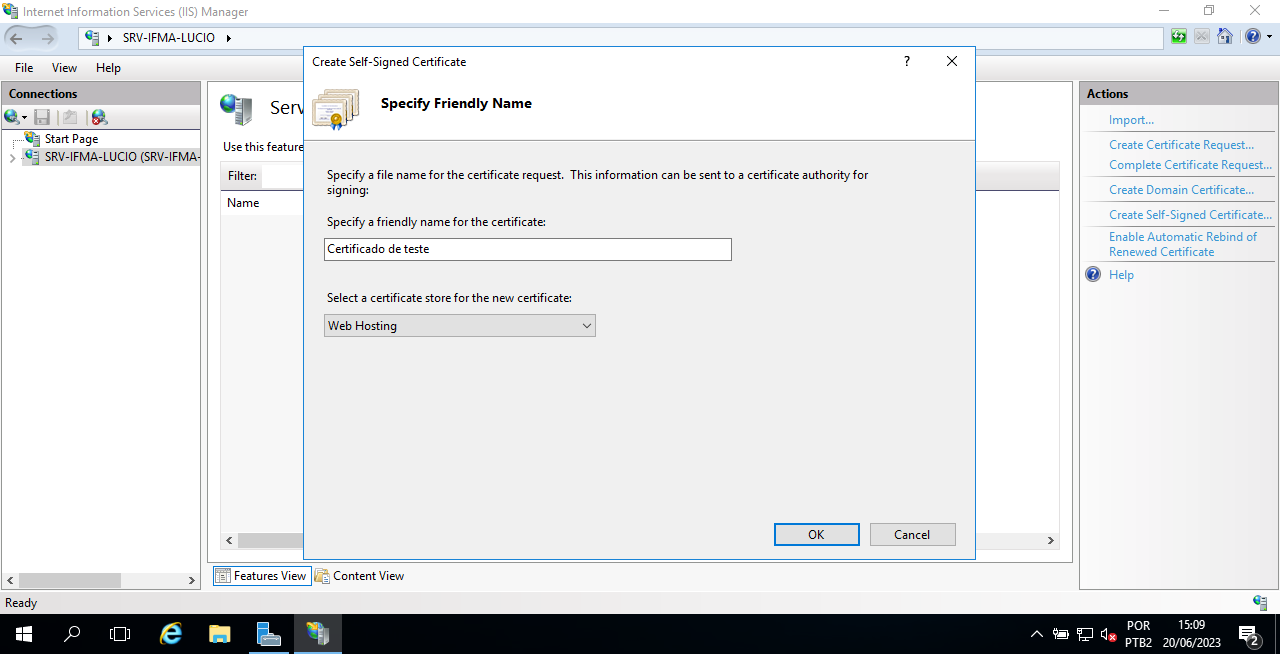 Internet Information Services (IIS) Manager
SRV-IFMA-LUCIO
File View Help
Connections
Start Page
SRV-IFMA-LUCIO (SRV-IFMA-
Serv
Use this feature
Filter:
Name
Create Self-Signed Certificate
?
Specify Friendly Name
Specify a file name for the certificate request. This information can be sent to a certificate authority for
signing:
Specify a friendly name for the certificate:
Certificado de teste
Select a certificate store for the new certificate:
Web Hosting
OK
Cancel
Actions
Import...
Create Certificate Request...
Complete Certificate Request...
Create Domain Certificate...
Create Self-Signed Certificate...
Enable Automatic Rebind of
Renewed Certificate
Help
Features View
Content View
Ready
POR
PTB2
15:09
20/06/2023
2